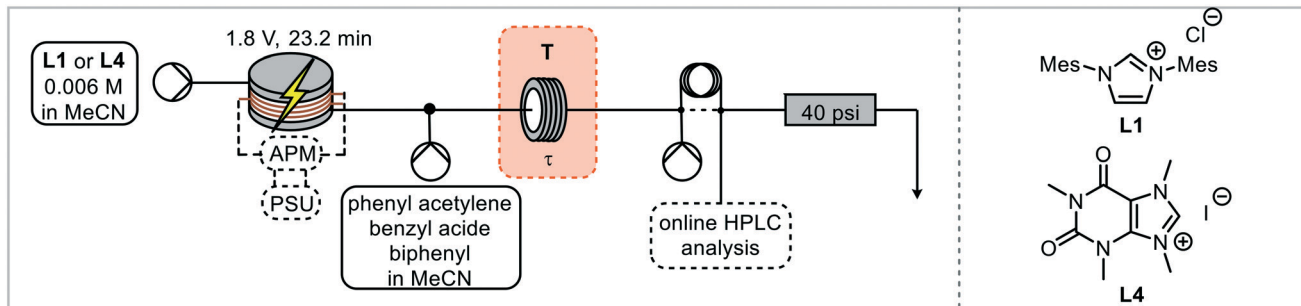 1.8 V, 23.2 min
L1 or L4
0.006 M
in MeCN
APM
PSU
phenyl acetylene
benzyl acide
biphenyl
in MeCN
T
τ
online HPLC
analysis
40 psi
Cl⊖
Mes
N
N
⊕
Mes
L1
O
N
N
O
N
N
⊕
I⊖
L4